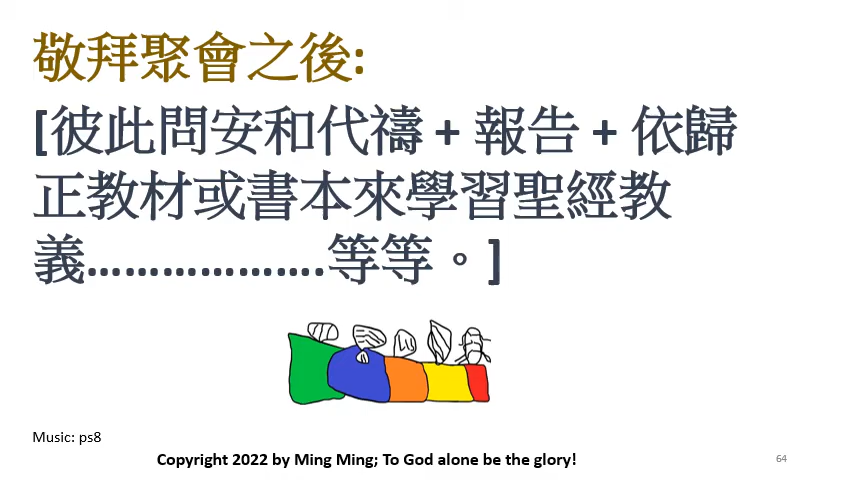 敬拜聚會之後:
[彼此問安和代禱 + 報告 + 依歸
正教材或書本來學習聖經教
義………………….等等。]
Music: ps8
Copyright 2022 by Ming Ming; To God alone be the glory!
64